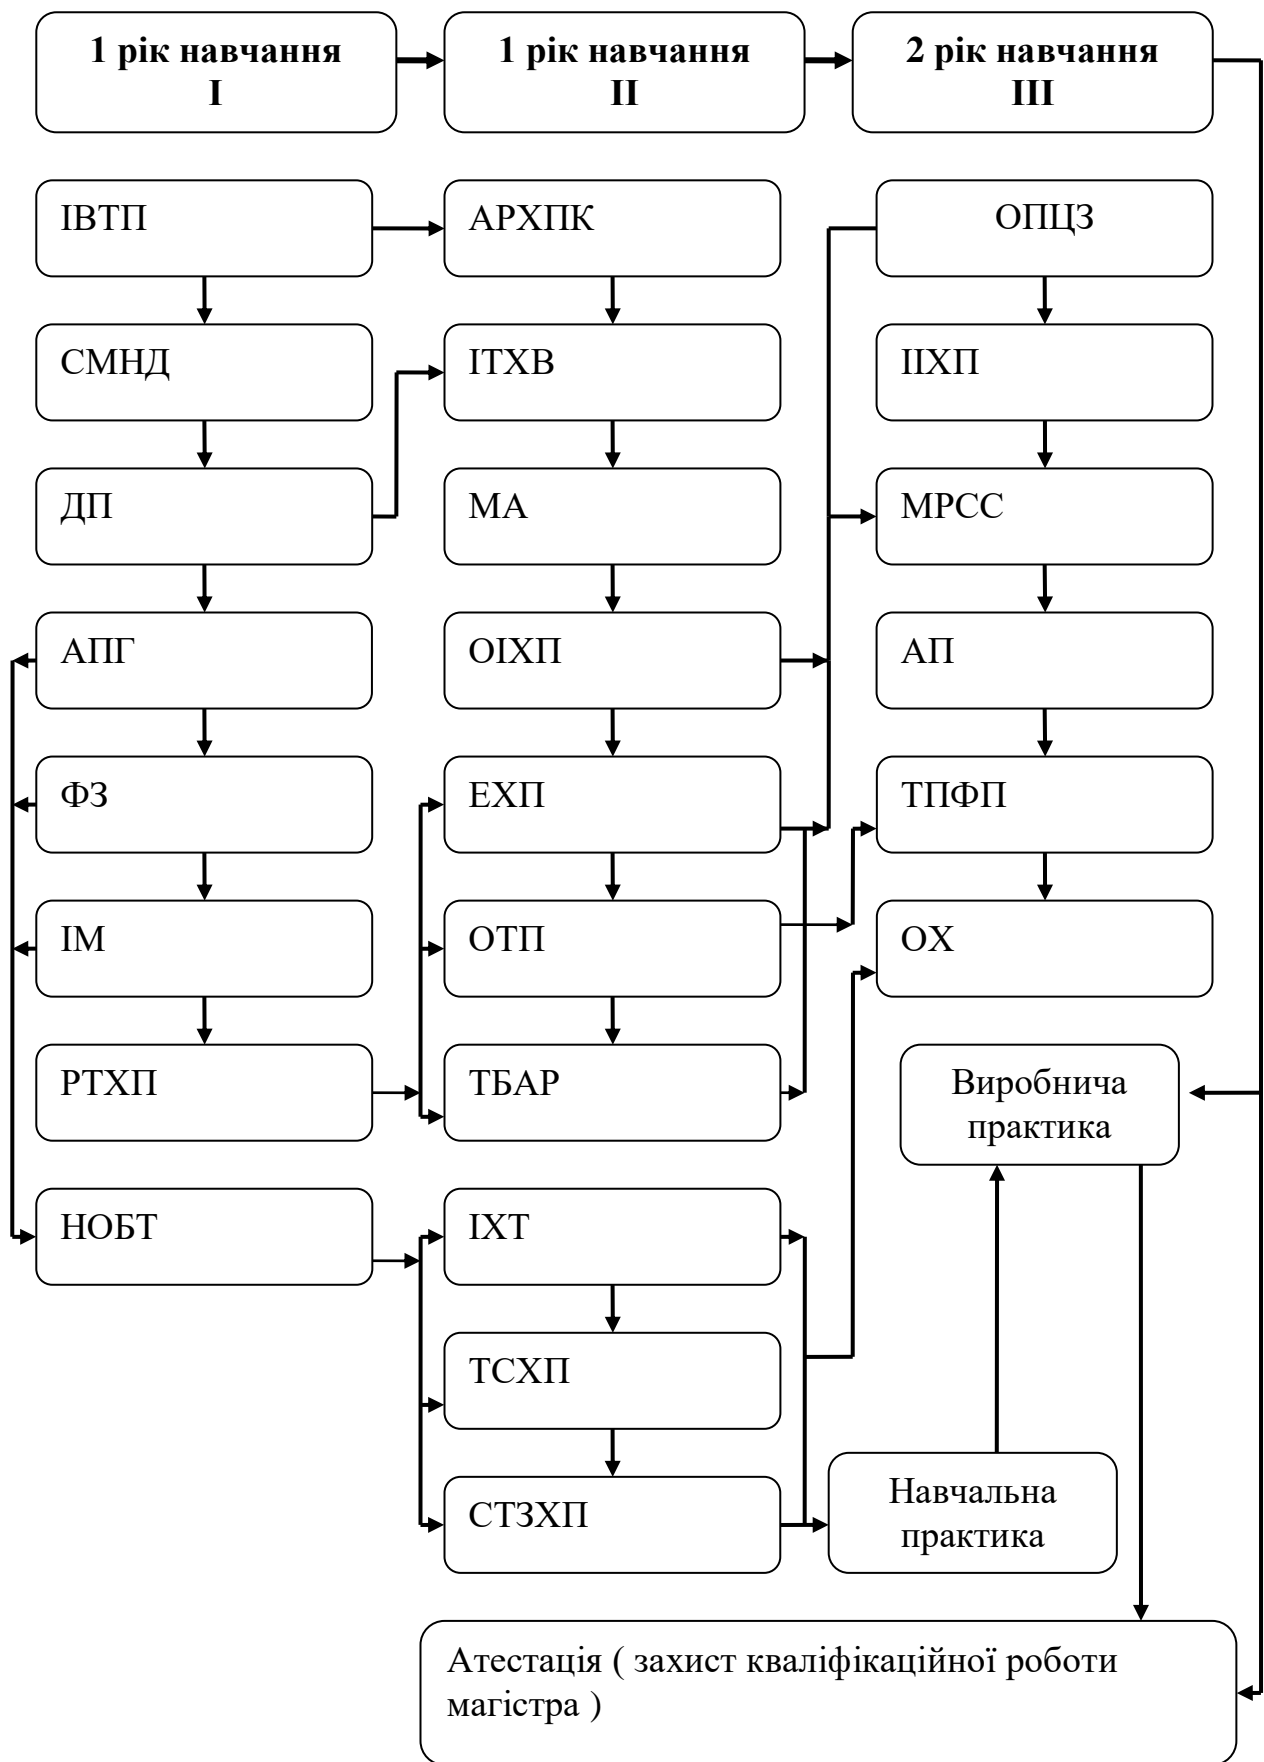 1 рік навчання
I
1 рік навчання
II
2 рік навчання
III
ІВТП
АРХПК
ОПЦЗ
СМНД
ІТХВ
ІІХП
ДП
МА
МРСС
АПГ
ОІХП
АП
ФЗ
ЕХП
ТПФП
ІМ
ОТП
ОХ
РТХП
ТБАР
Виробнича
практика
НОБТ
ІХТ
ТСХП
СТЗХП
Навчальна
практика
Атестація ( захист кваліфікаційної роботи
магістра )